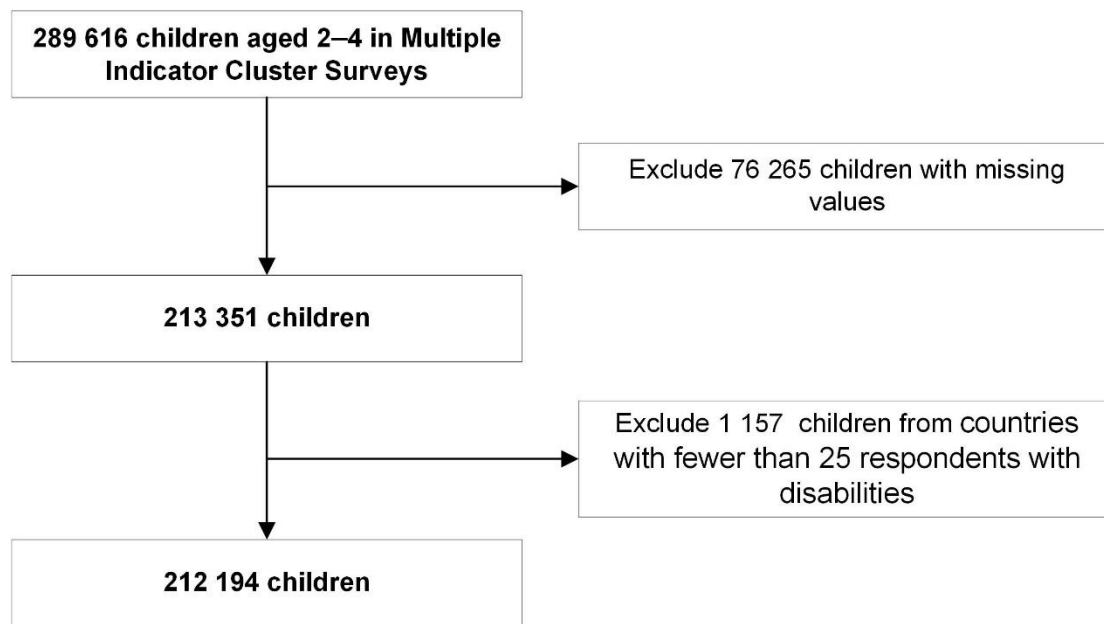 289 616 children aged 2–4 in Multiple
Indicator Cluster Surveys
Exclude 76 265 children with missing
values
213 351 children
Exclude 1 157 children from countries
with fewer than 25 respondents with
disabilities
212 194 children